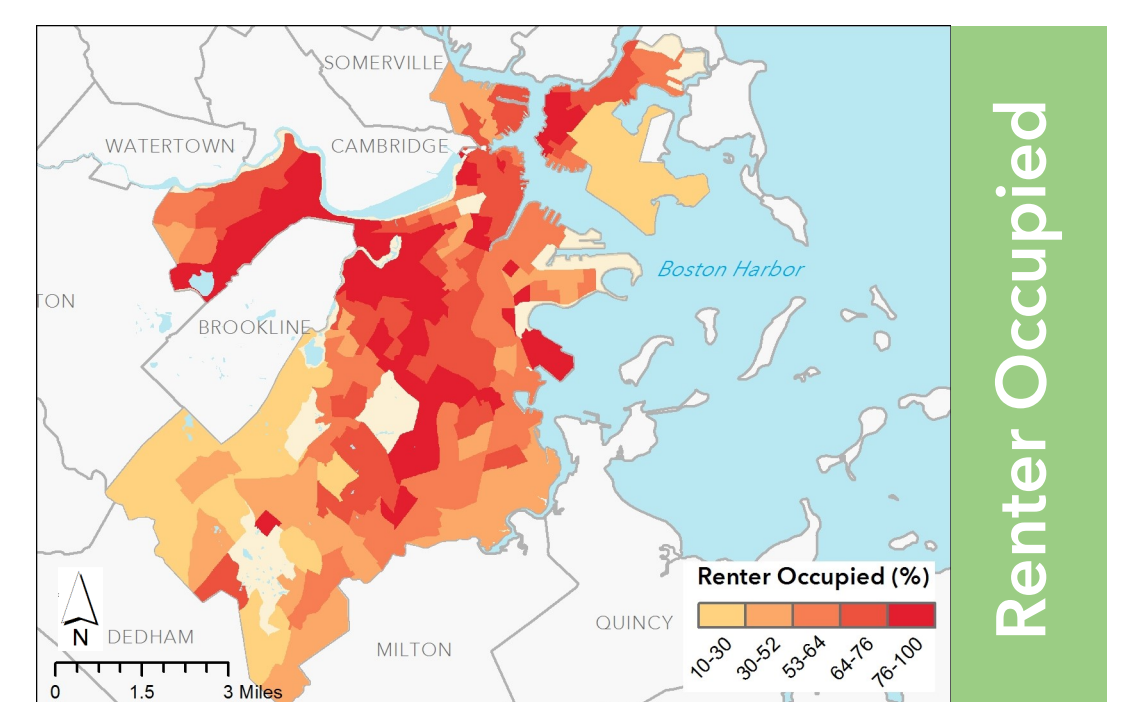 SOMERVILLE
WATERTOWN
CAMBRIDGE
Boston Harbor
TON
BROOKLINE
Renter Occupied
Renter Occupied (%)
10-30
30-52
53-64
64-76
76-100
N
DEDHAM
QUINCY
MILTON
0 1.5 3 Miles